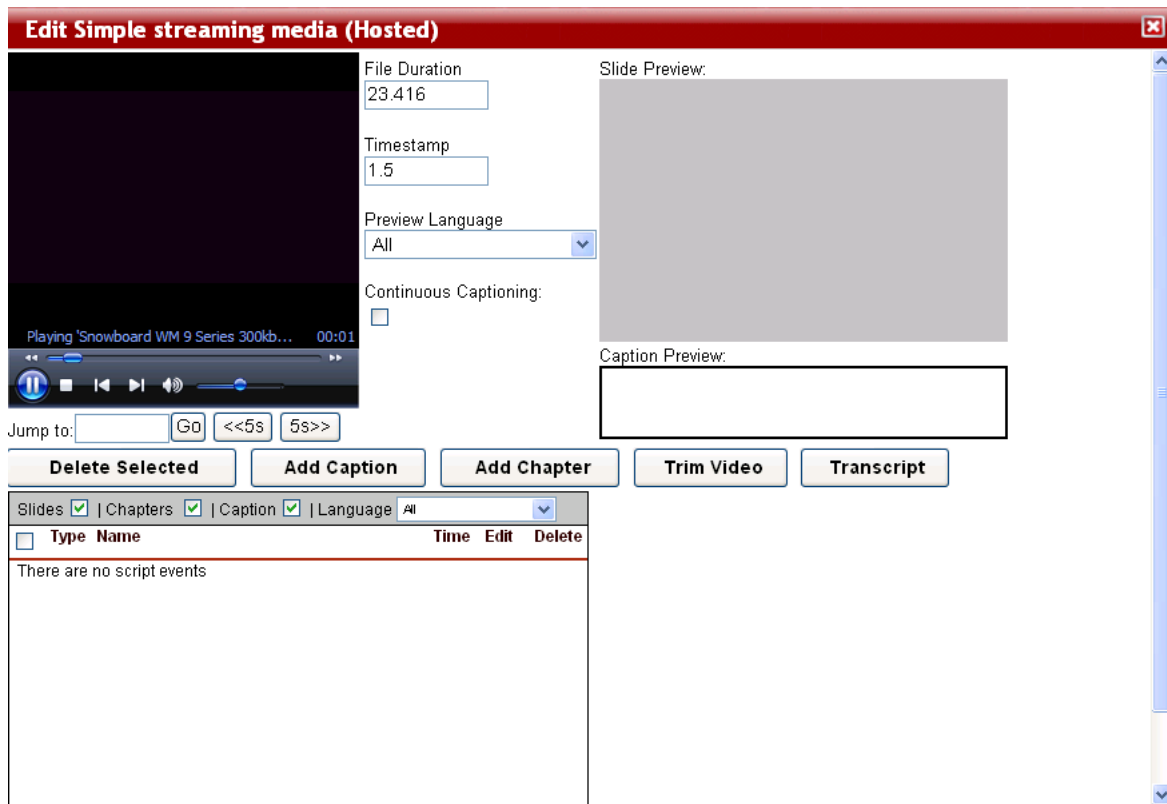 Edit Simple streaming media (Hosted)
File Duration
23.416
Timestamp
1.5
Preview Language
All
Continuous Captioning:
Slide Preview:
Caption Preview:
Playing 'Snowboard WM 9 Series 300kb... 00:01
Jump to: Go <<5s 5s>>
Delete Selected Add Caption Add Chapter Trim Video Transcript
Slides | Chapters | Caption | Language All
Type Name Time Edit Delete
There are no script events